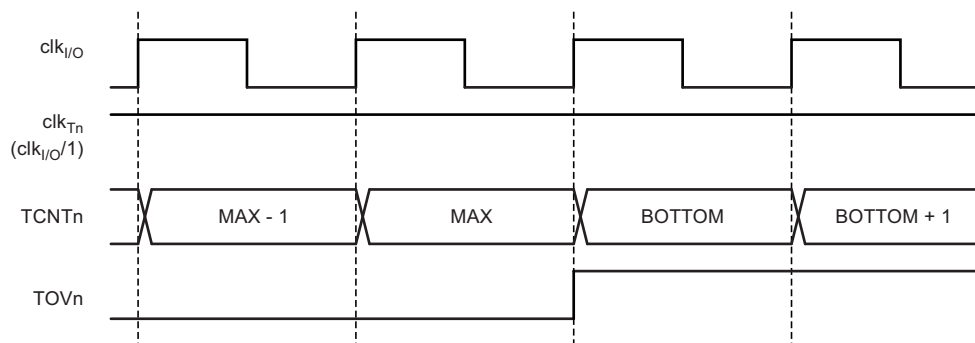 clkI/O
clkTn
(clkI/O/1)
TCNTn MAX - 1 MAX BOTTOM BOTTOM + 1
TOVn